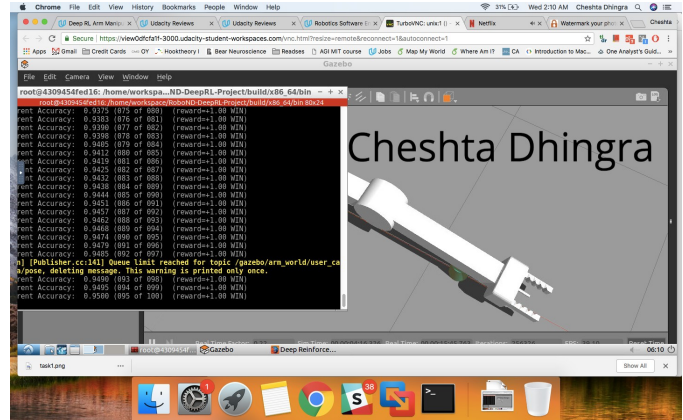 Chrome File Edit View History Bookmarks People Window Help 31% Wed 2:10 AM Cheshta Dhingra
Deep RL Arm Manip Udacity Reviews Udacity Reviews Robotics Software E TurboVNC: unix:1 () Netflix Watermark your phot Cheshta
Secure https://view0dfcfa1f-3000.udacity-student-workspaces.com/vnc.html?resize=remote&reconnect=1&autoconnect=1
Apps Gmail Credit Cards OY Hooktheory I Bear Neuroscience Readses AGI MIT course Jobs Map My World Where Am I? CA Introduction to Mac... One Analyst's Guid...
Gazebo
File Edit Camera View Window Help
root@4309454fed16: /home/workspa...ND-DeepRL-Project/build/x86_64/bin
root@4309454fed16: /home/workspace/RoboND-DeepRL-Project/build/x86_64/bin 80x24
rent Accuracy: 0.9375 (075 of 080) (reward=+1.00 WIN)
rent Accuracy: 0.9383 (076 of 081) (reward=+1.00 WIN)
rent Accuracy: 0.9390 (077 of 082) (reward=+1.00 WIN)
rent Accuracy: 0.9398 (078 of 083) (reward=+1.00 WIN)
rent Accuracy: 0.9405 (079 of 084) (reward=+1.00 WIN)
rent Accuracy: 0.9412 (080 of 085) (reward=+1.00 WIN)
rent Accuracy: 0.9419 (081 of 086) (reward=+1.00 WIN)
rent Accuracy: 0.9425 (082 of 087) (reward=+1.00 WIN)
rent Accuracy: 0.9432 (083 of 088) (reward=+1.00 WIN)
rent Accuracy: 0.9438 (084 of 089) (reward=+1.00 WIN)
rent Accuracy: 0.9444 (085 of 090) (reward=+1.00 WIN)
rent Accuracy: 0.9451 (086 of 091) (reward=+1.00 WIN)
rent Accuracy: 0.9457 (087 of 092) (reward=+1.00 WIN)
rent Accuracy: 0.9462 (088 of 093) (reward=+1.00 WIN)
rent Accuracy: 0.9468 (089 of 094) (reward=+1.00 WIN)
rent Accuracy: 0.9474 (090 of 095) (reward=+1.00 WIN)
rent Accuracy: 0.9479 (091 of 096) (reward=+1.00 WIN)
rent Accuracy: 0.9485 (092 of 097) (reward=+1.00 WIN)
n] [Publisher.cc:141] Queue limit reached for topic /gazebo/arm_world/user_ca
a/pose, deleting message. This warning is printed only once.
rent Accuracy: 0.9490 (093 of 098) (reward=+1.00 WIN)
rent Accuracy: 0.9495 (094 of 099) (reward=+1.00 WIN)
rent Accuracy: 0.9500 (095 of 100) (reward=+1.00 WIN)
Cheshta Dhingra
root@4309454f... Gazebo Deep Reinforce... 06:10
task1.png Show All
1 38